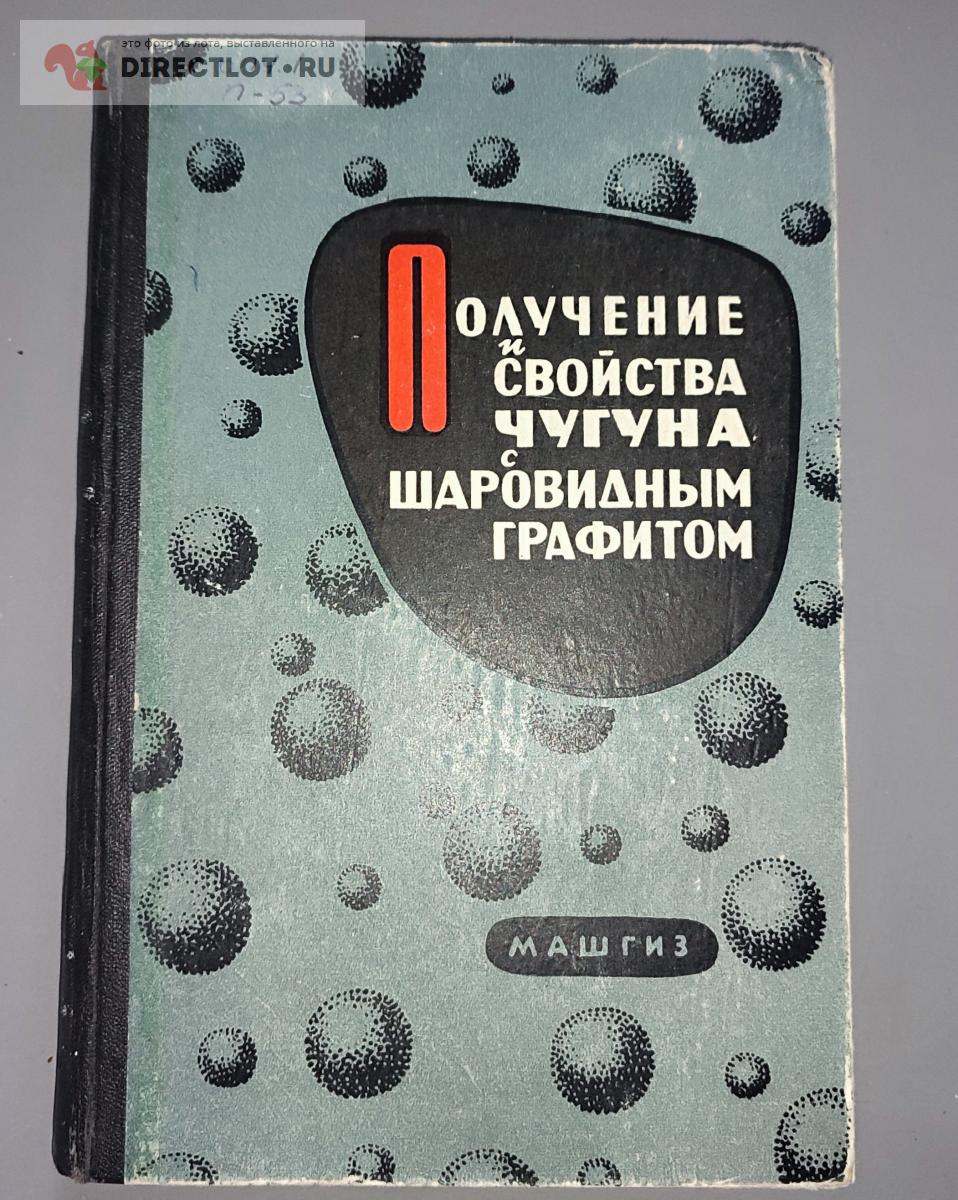 это фото из лота, выставленного на
DIRECTLOT.RU
П-53
Получение
и
свойства
чугуна
с
шаровидным
графитом
МАШГИЗ